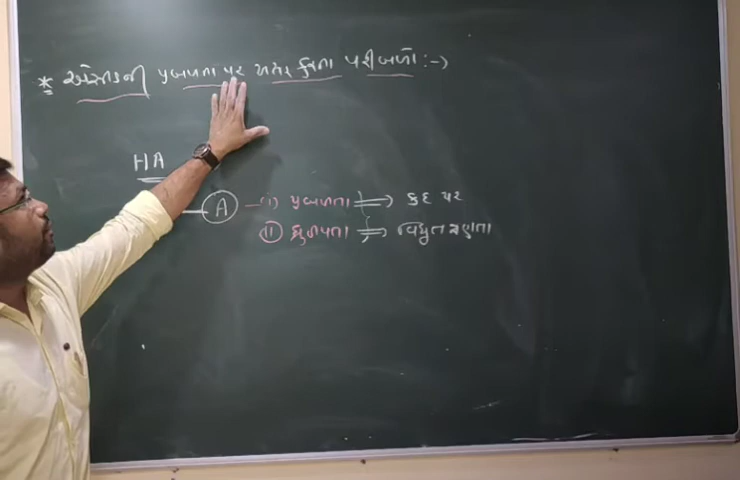 * એસિડની પ્રબળતા પર અસર કરતા પરિબળો :→
HA
A - (i) પ્રબળતા ⇒ કદ પર
(ii) ધ્રુવીયતા ⇒ વિદ્યુતઋણતા